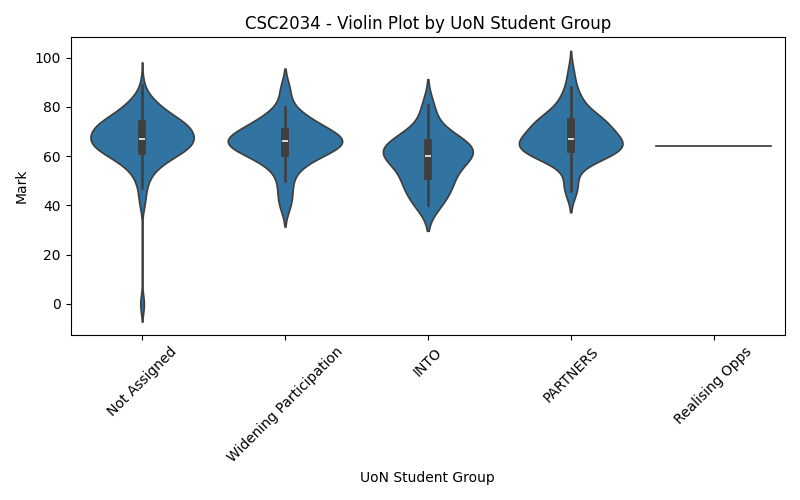 CSC2034 - Violin Plot by UoN Student Group
Mark
100
80
60
40
20
0
Not Assigned
Widening Participation
INTO
PARTNERS
Realising Opps
UoN Student Group